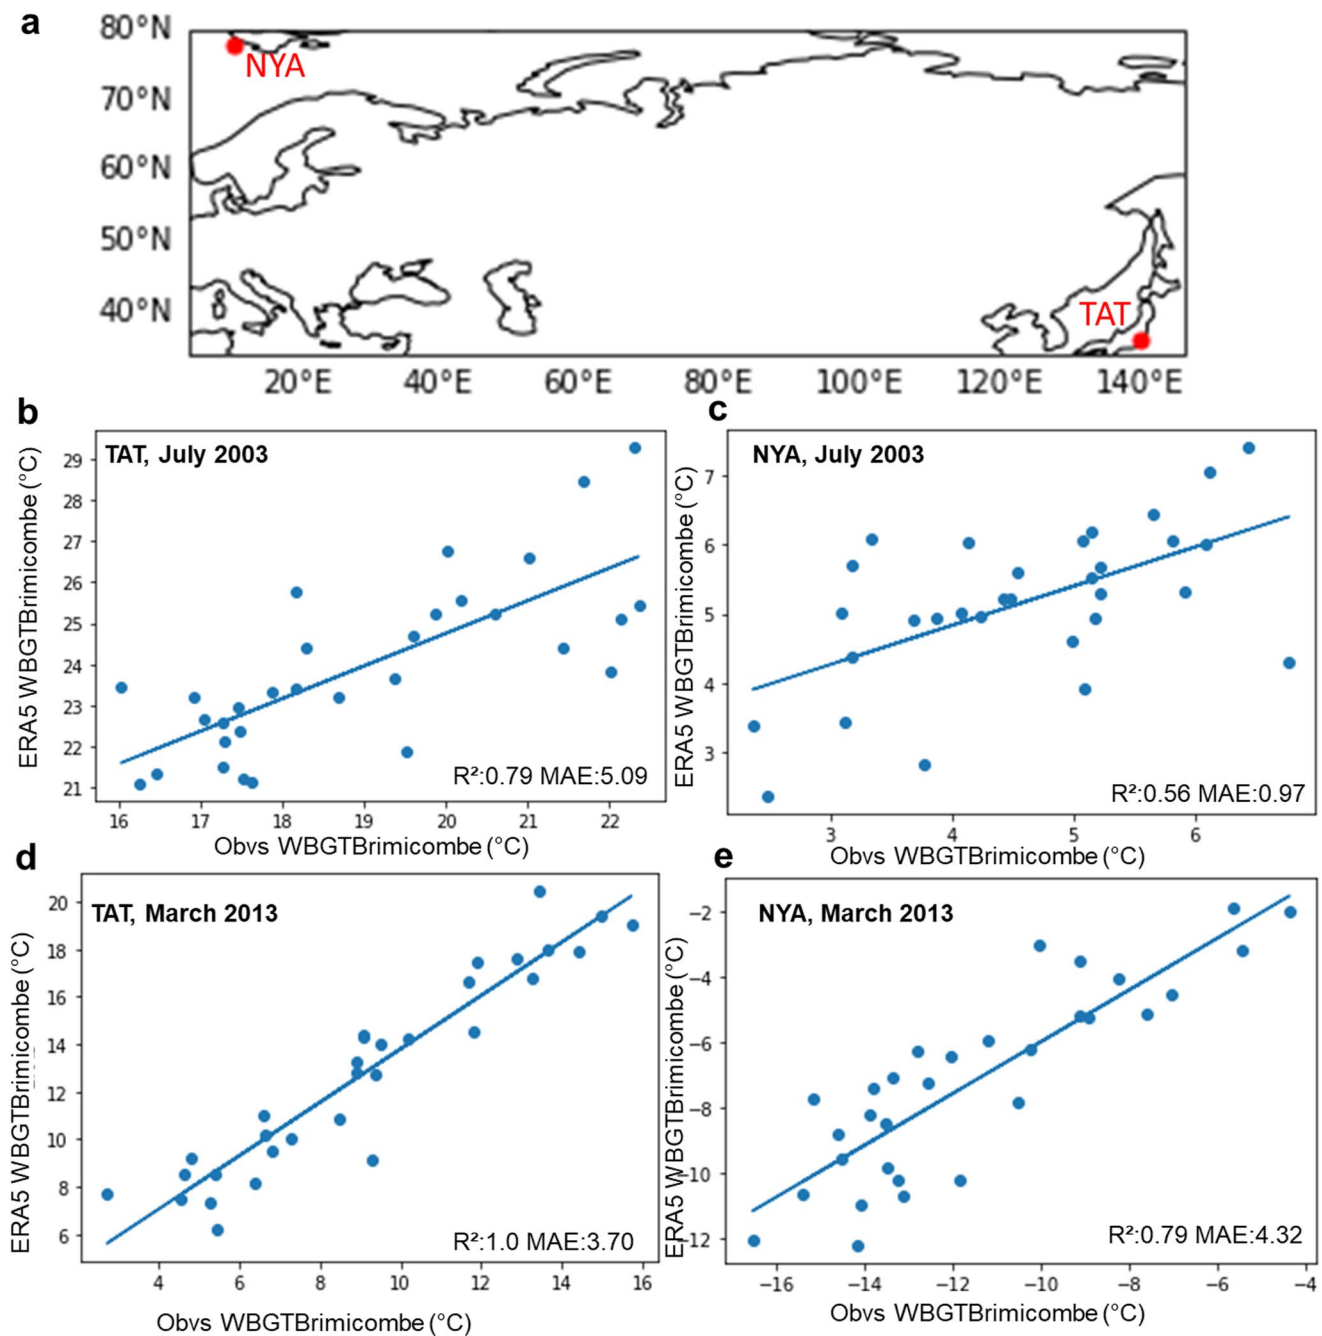 a
80°N
70°N
60°N
50°N
40°N
NYA
TAT
20°E 40°E 60°E 80°E 100°E 120°E 140°E
b
TAT, July 2003
ERA5 WBGTBrimicombe (°C)
29
28
27
26
25
24
23
22
21
R²:0.79 MAE:5.09
16 17 18 19 20 21 22
Obvs WBGTBrimicombe (°C)
c
NYA, July 2003
ERA5 WBGTBrimicombe (°C)
7
6
5
4
3
R²:0.56 MAE:0.97
3 4 5 6
Obvs WBGTBrimicombe (°C)
d
TAT, March 2013
ERA5 WBGTBrimicombe (°C)
20
18
16
14
12
10
8
6
R²:1.0 MAE:3.70
4 6 8 10 12 14 16
Obvs WBGTBrimicombe (°C)
e
NYA, March 2013
ERA5 WBGTBrimicombe (°C)
−2
−4
−6
−8
−10
−12
R²:0.79 MAE:4.32
−16 −14 −12 −10 −8 −6 −4
Obvs WBGTBrimicombe (°C)